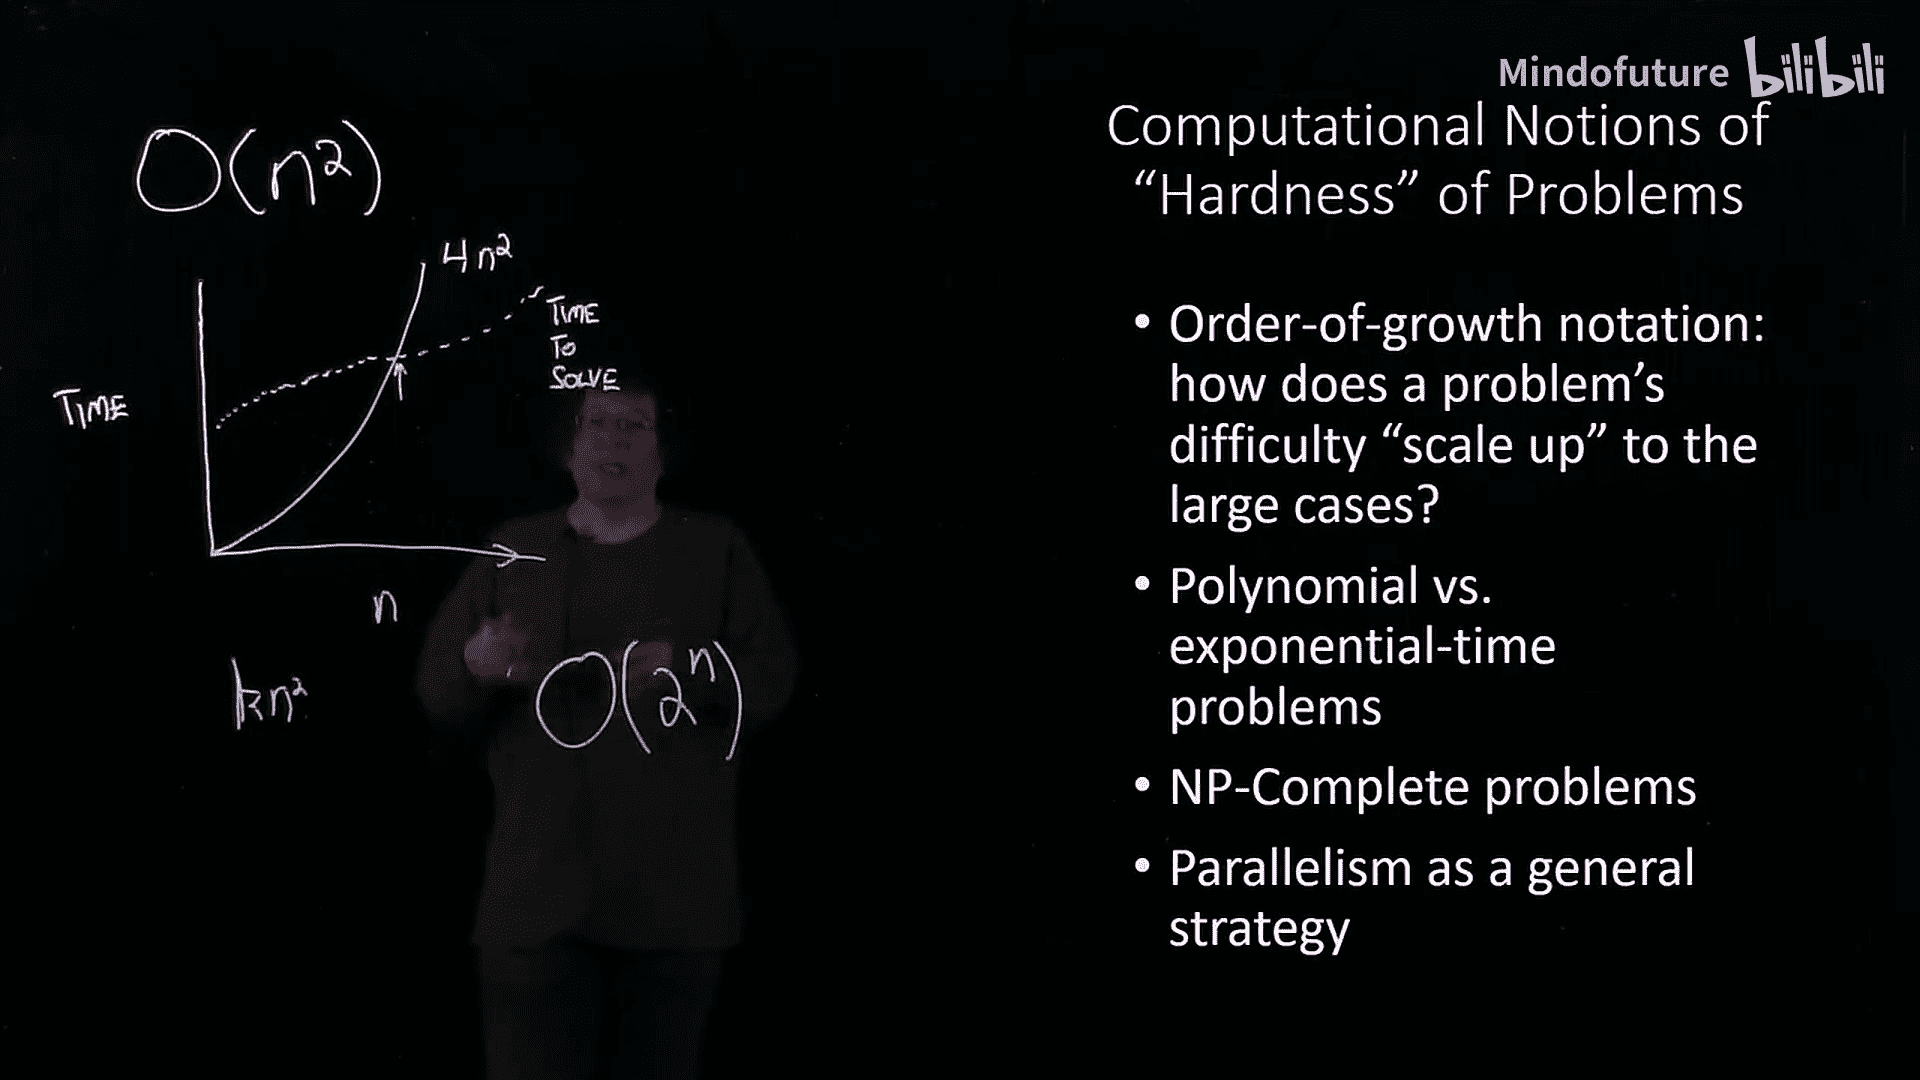 Mindofuture bilibili
Computational Notions of
“Hardness” of Problems
• Order-of-growth notation:
how does a problem’s
difficulty “scale up” to the
large cases?
• Polynomial vs.
exponential-time
problems
• NP-Complete problems
• Parallelism as a general
strategy
O(n²)
4n²
TIME
TO
SOLVE
TIME
n
kn²
O(2ⁿ)